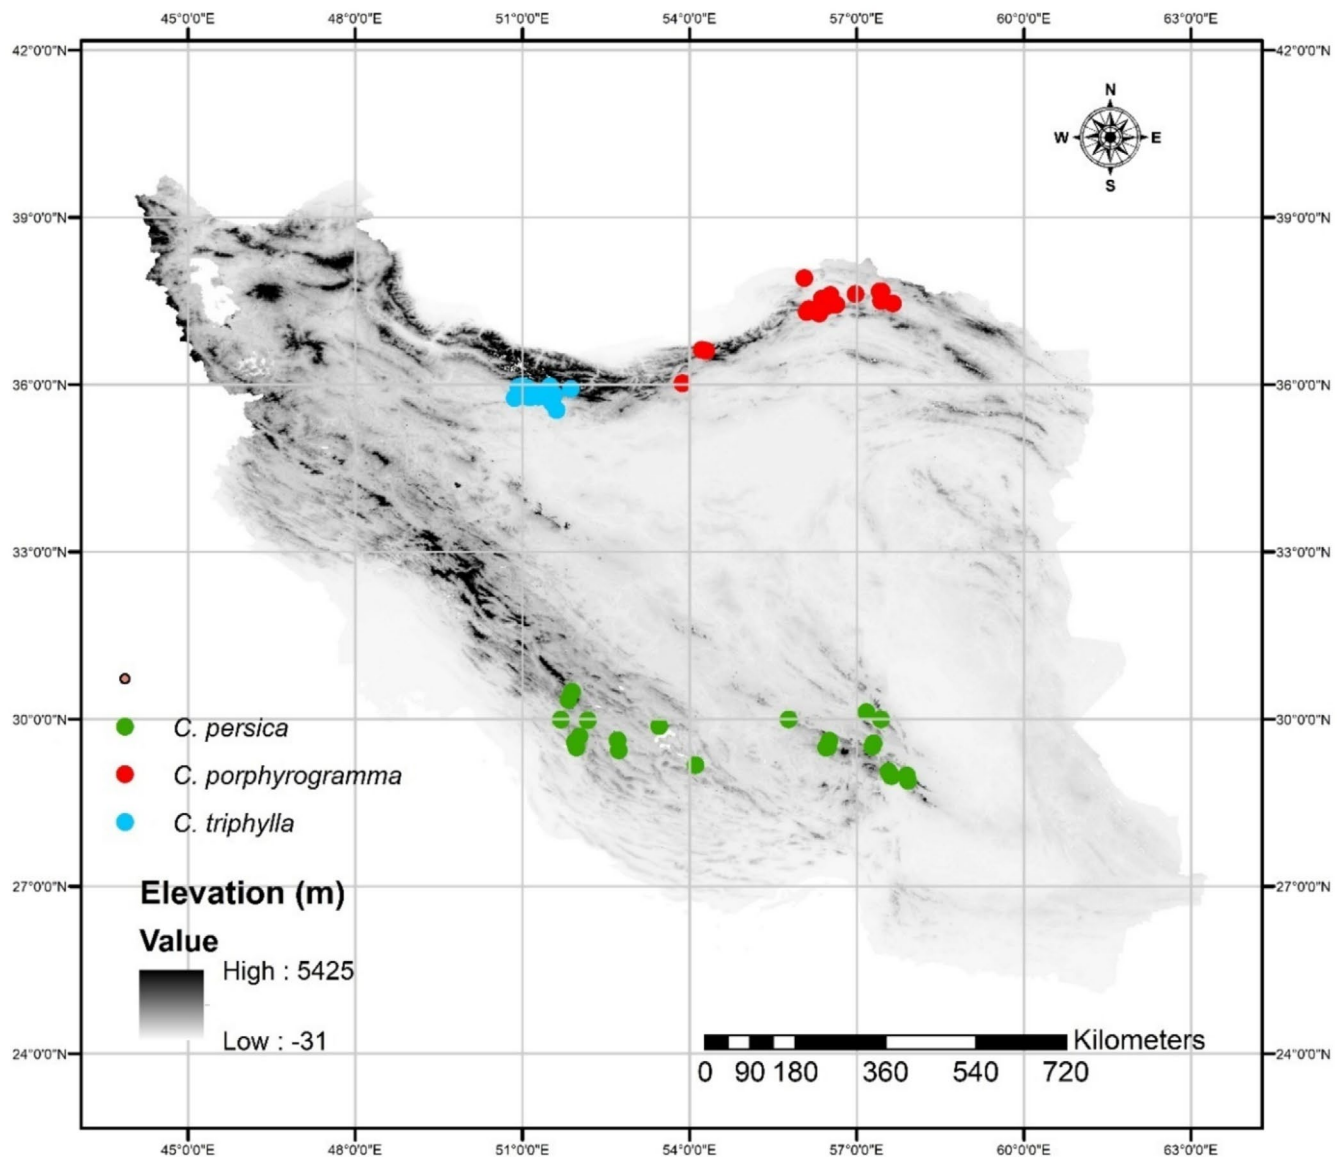 45°0'0"E 48°0'0"E 51°0'0"E 54°0'0"E 57°0'0"E 60°0'0"E 63°0'0"E
42°0'0"N 42°0'0"N
N
W E
S
39°0'0"N 39°0'0"N
36°0'0"N 36°0'0"N
33°0'0"N 33°0'0"N
30°0'0"N 30°0'0"N
C. persica
C. porphyrogramma
C. triphylla
27°0'0"N 27°0'0"N
Elevation (m)
Value
High : 5425
Low : -31
24°0'0"N 24°0'0"N
Kilometers
0 90 180 360 540 720
45°0'0"E 48°0'0"E 51°0'0"E 54°0'0"E 57°0'0"E 60°0'0"E 63°0'0"E